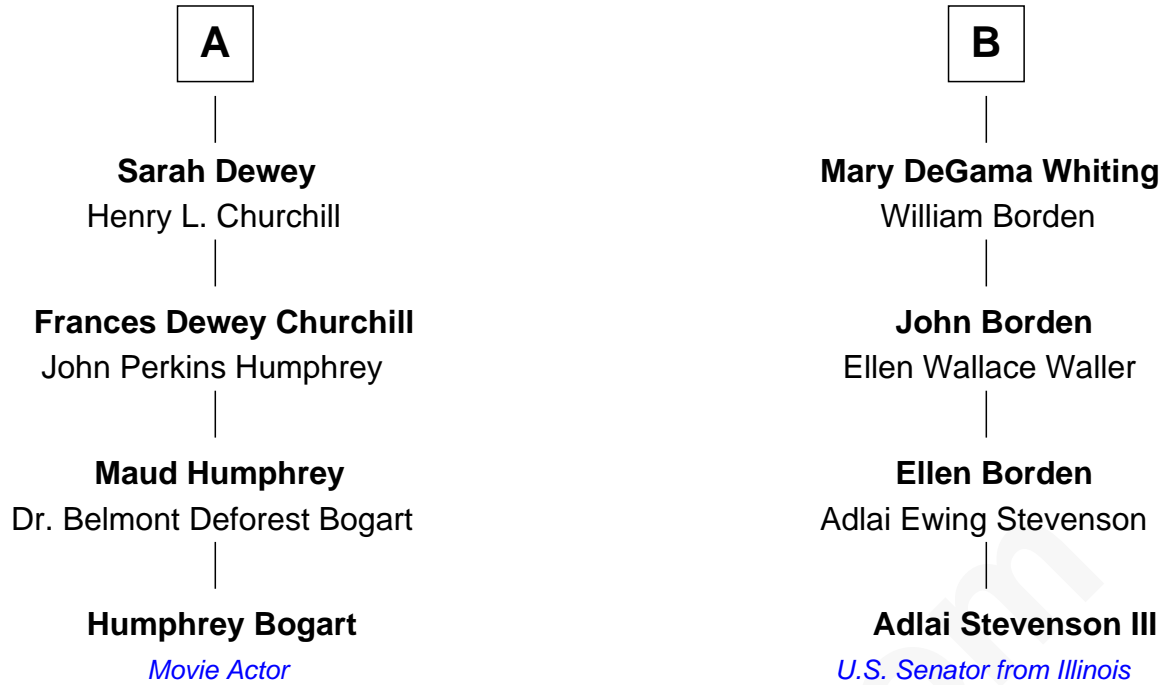 A
Sarah Dewey
Henry L. Churchill
Frances Dewey Churchill
John Perkins Humphrey
Maud Humphrey
Dr. Belmont Deforest Bogart
Humphrey Bogart
Movie Actor
B
Mary DeGama Whiting
William Borden
John Borden
Ellen Wallace Waller
Ellen Borden
Adlai Ewing Stevenson
Adlai Stevenson III
U.S. Senator from Illinois